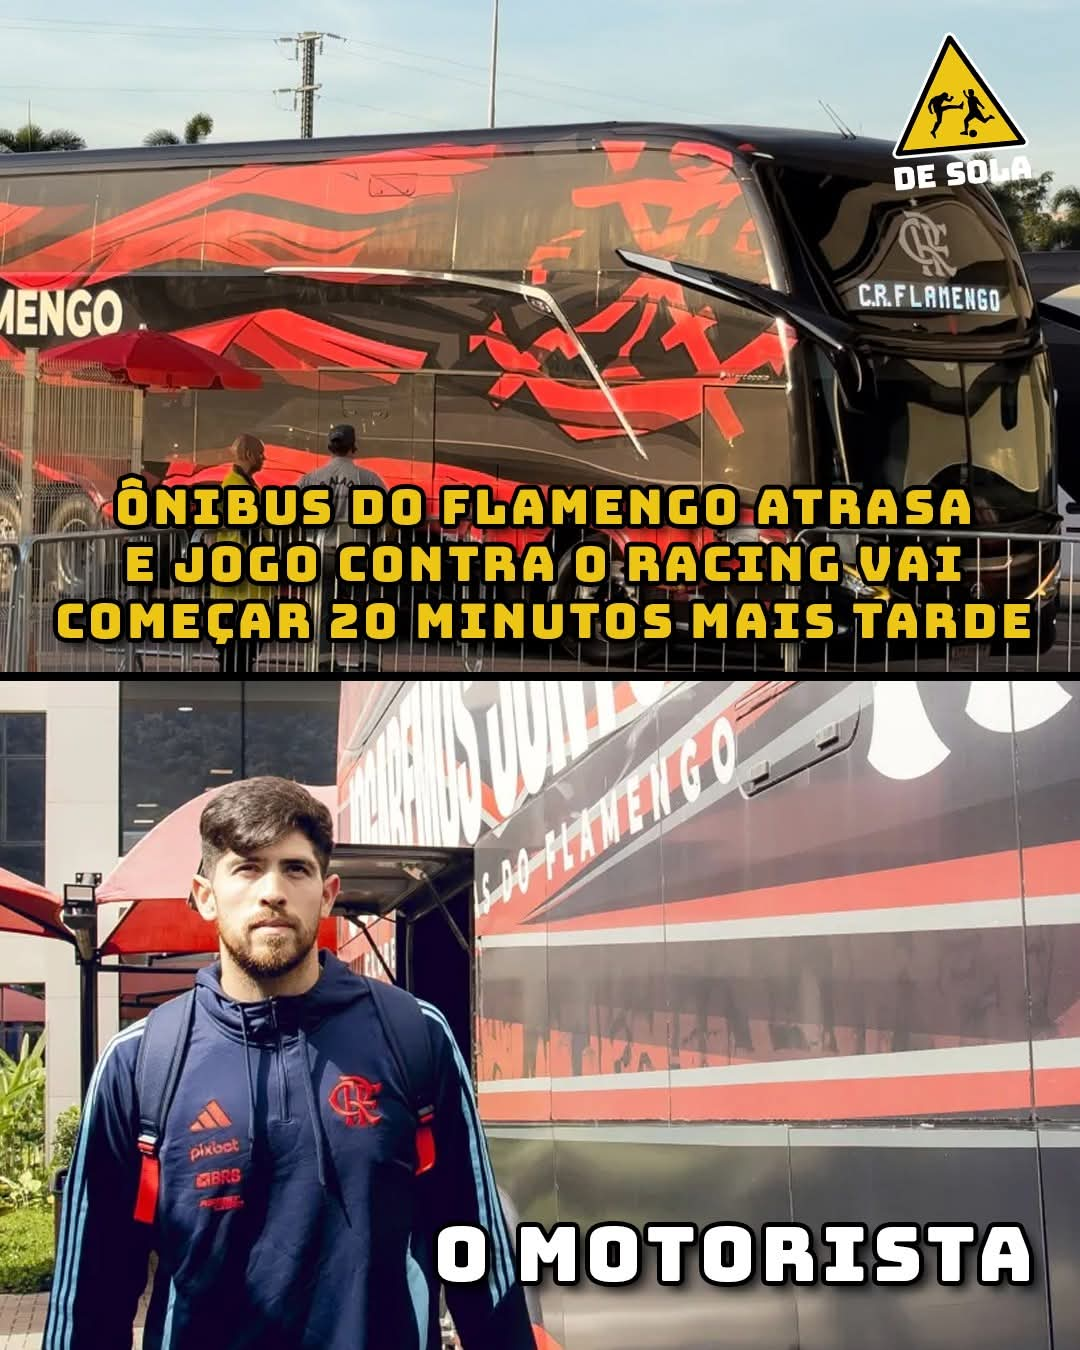 DE SOLA
C.R.FLAMENGO
MENGO
ÔNIBUS DO FLAMENGO ATRASA
E JOGO CONTRA O RACING VAI
COMEÇAR 20 MINUTOS MAIS TARDE
S DO FLAMENGO
pixbet
BRB
O MOTORISTA